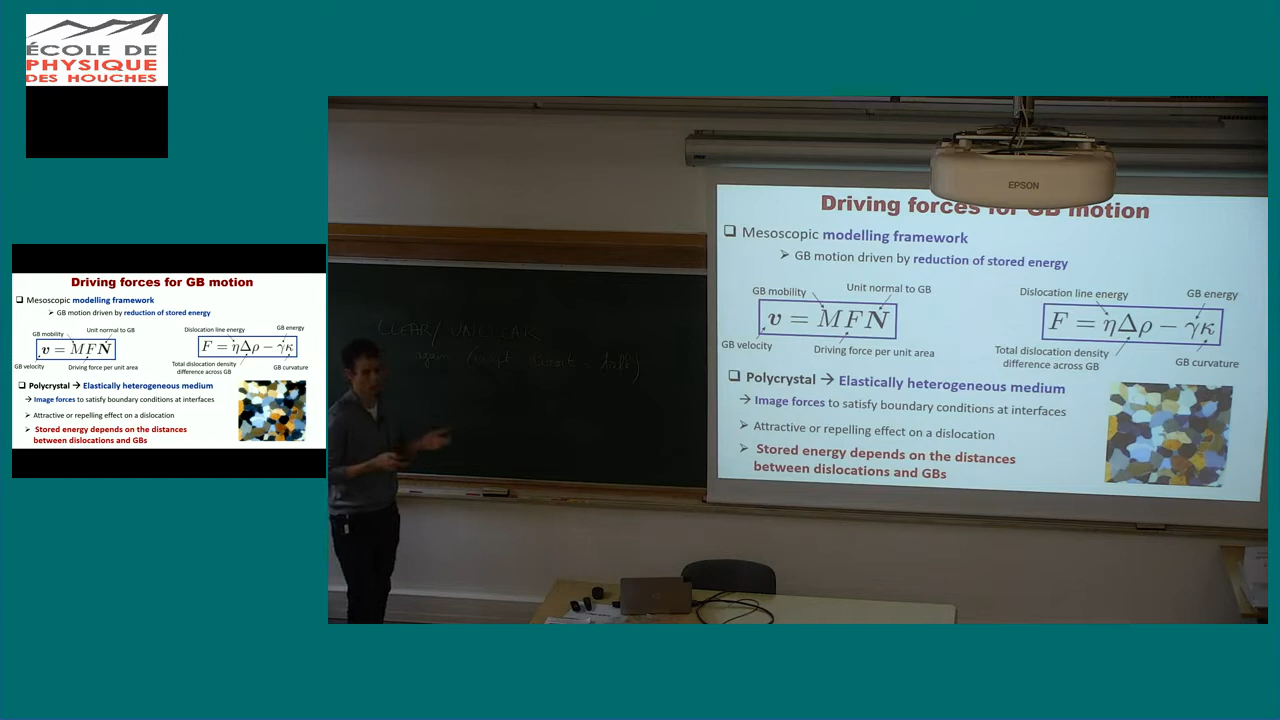 ÉCOLE DE
PHYSIQUE
DES HOUCHES
Driving forces for GB motion
❑ Mesoscopic modelling framework
➢ GB motion driven by reduction of stored energy
GB mobility
Unit normal to GB
v = MFN
GB velocity
Driving force per unit area
Dislocation line energy
GB energy
F = ηΔρ − γκ
Total dislocation density
difference across GB
GB curvature
❑ Polycrystal → Elastically heterogeneous medium
→ Image forces to satisfy boundary conditions at interfaces
➢ Attractive or repelling effect on a dislocation
➢ Stored energy depends on the distances
between dislocations and GBs
CLEAR / UNCLEAR
again
EPSON
Driving forces for GB motion
❑ Mesoscopic modelling framework
➢ GB motion driven by reduction of stored energy
GB mobility
Unit normal to GB
v = MFN
GB velocity
Driving force per unit area
Dislocation line energy
GB energy
F = ηΔρ − γκ
Total dislocation density
difference across GB
GB curvature
❑ Polycrystal → Elastically heterogeneous medium
→ Image forces to satisfy boundary conditions at interfaces
➢ Attractive or repelling effect on a dislocation
➢ Stored energy depends on the distances
between dislocations and GBs